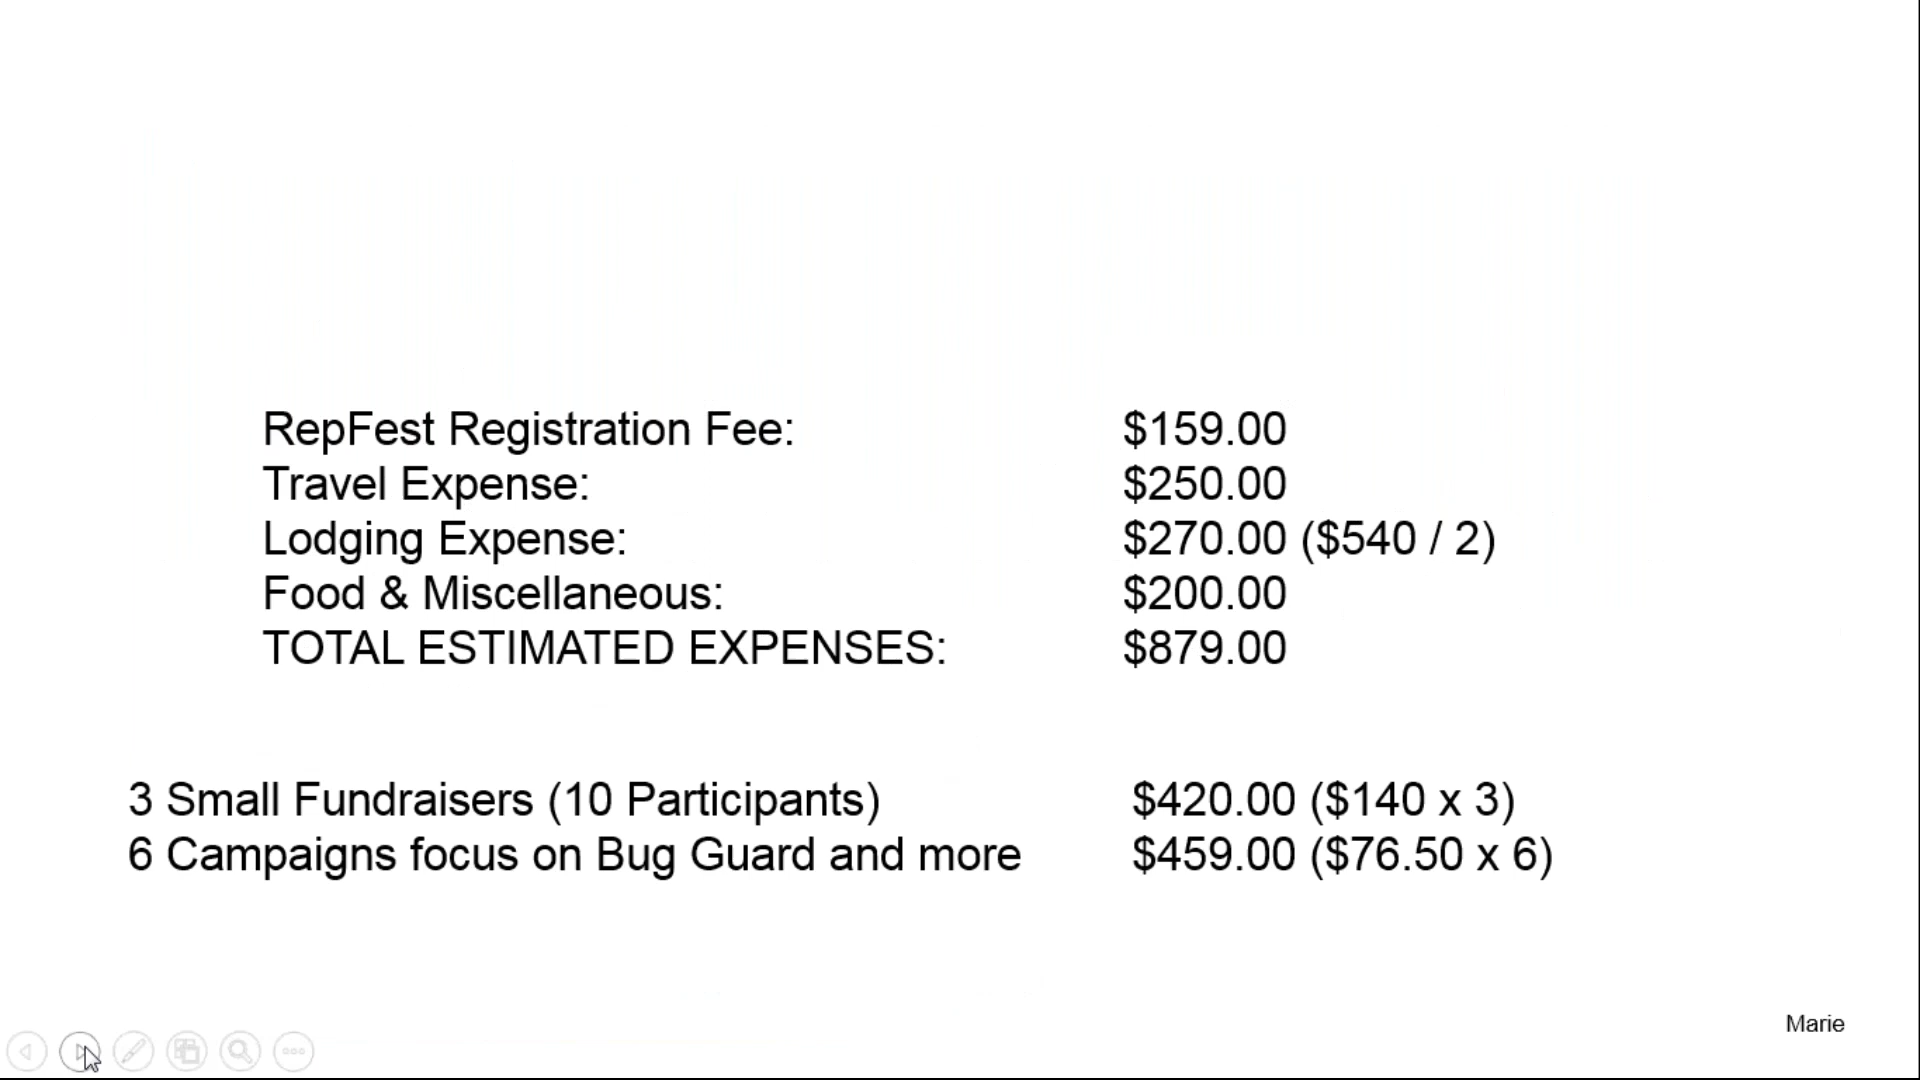 RepFest Registration Fee: $159.00
Travel Expense: $250.00
Lodging Expense: $270.00 ($540 / 2)
Food & Miscellaneous: $200.00
TOTAL ESTIMATED EXPENSES: $879.00
3 Small Fundraisers (10 Participants) $420.00 ($140 x 3)
6 Campaigns focus on Bug Guard and more $459.00 ($76.50 x 6)
Marie